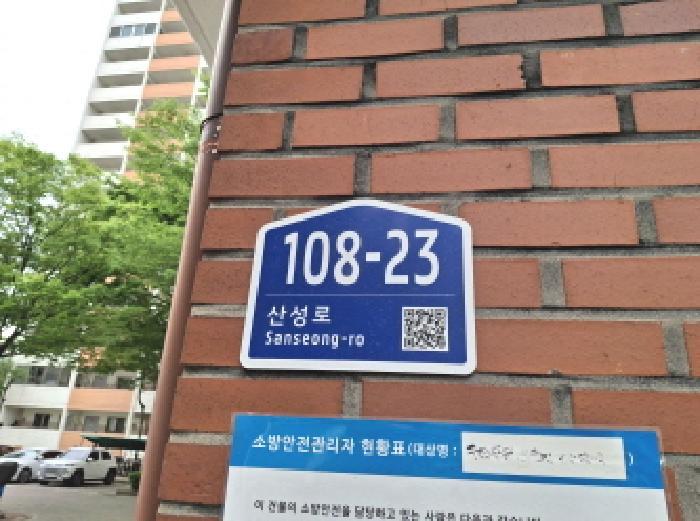 108-23
산성로
Sanseong-ro
소방안전관리자 현황표 (대상명 : )
이 건물의 소방안전을 담당하고 있는 사람은 다음과 같습니다